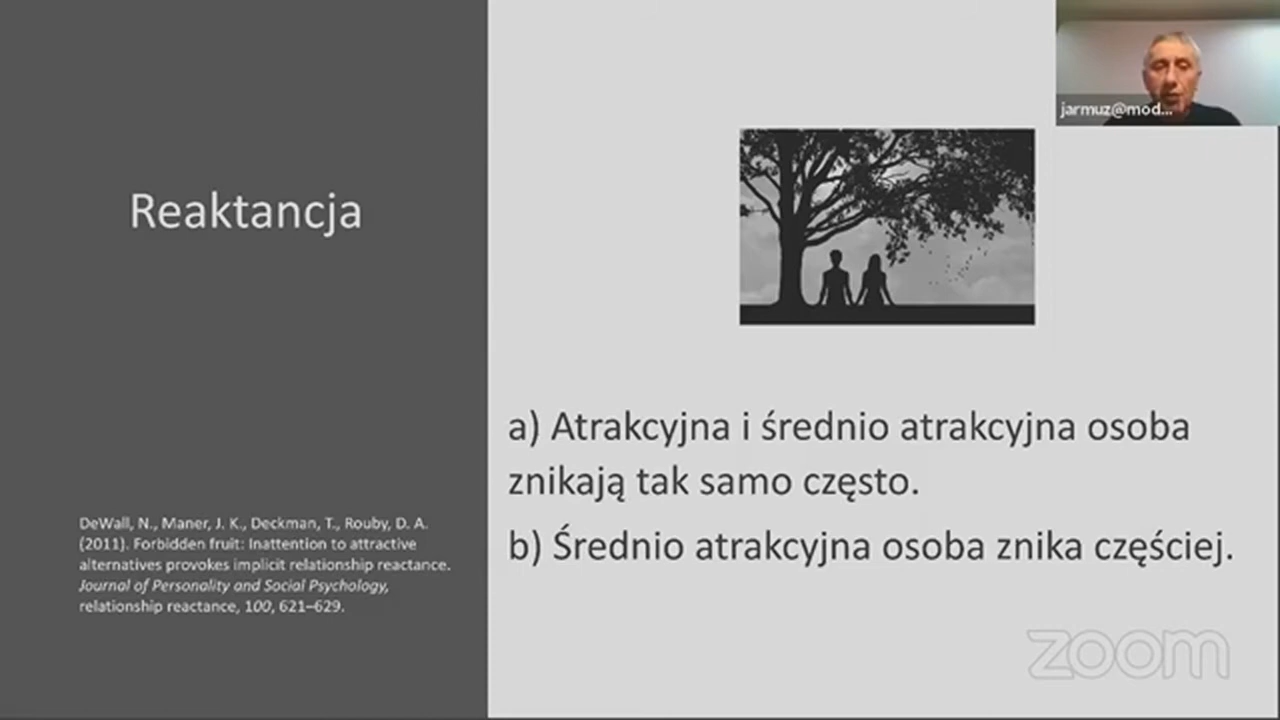 Reaktancja
DeWall, N., Maner, J. K., Deckman, T., Rouby, D. A.
(2011). Forbidden fruit: Inattention to attractive
alternatives provokes implicit relationship reactance.
Journal of Personality and Social Psychology,
relationship reactance, 100, 621–629.
jarmuz@mod...
a) Atrakcyjna i średnio atrakcyjna osoba
znikają tak samo często.
b) Średnio atrakcyjna osoba znika częściej.
zoom